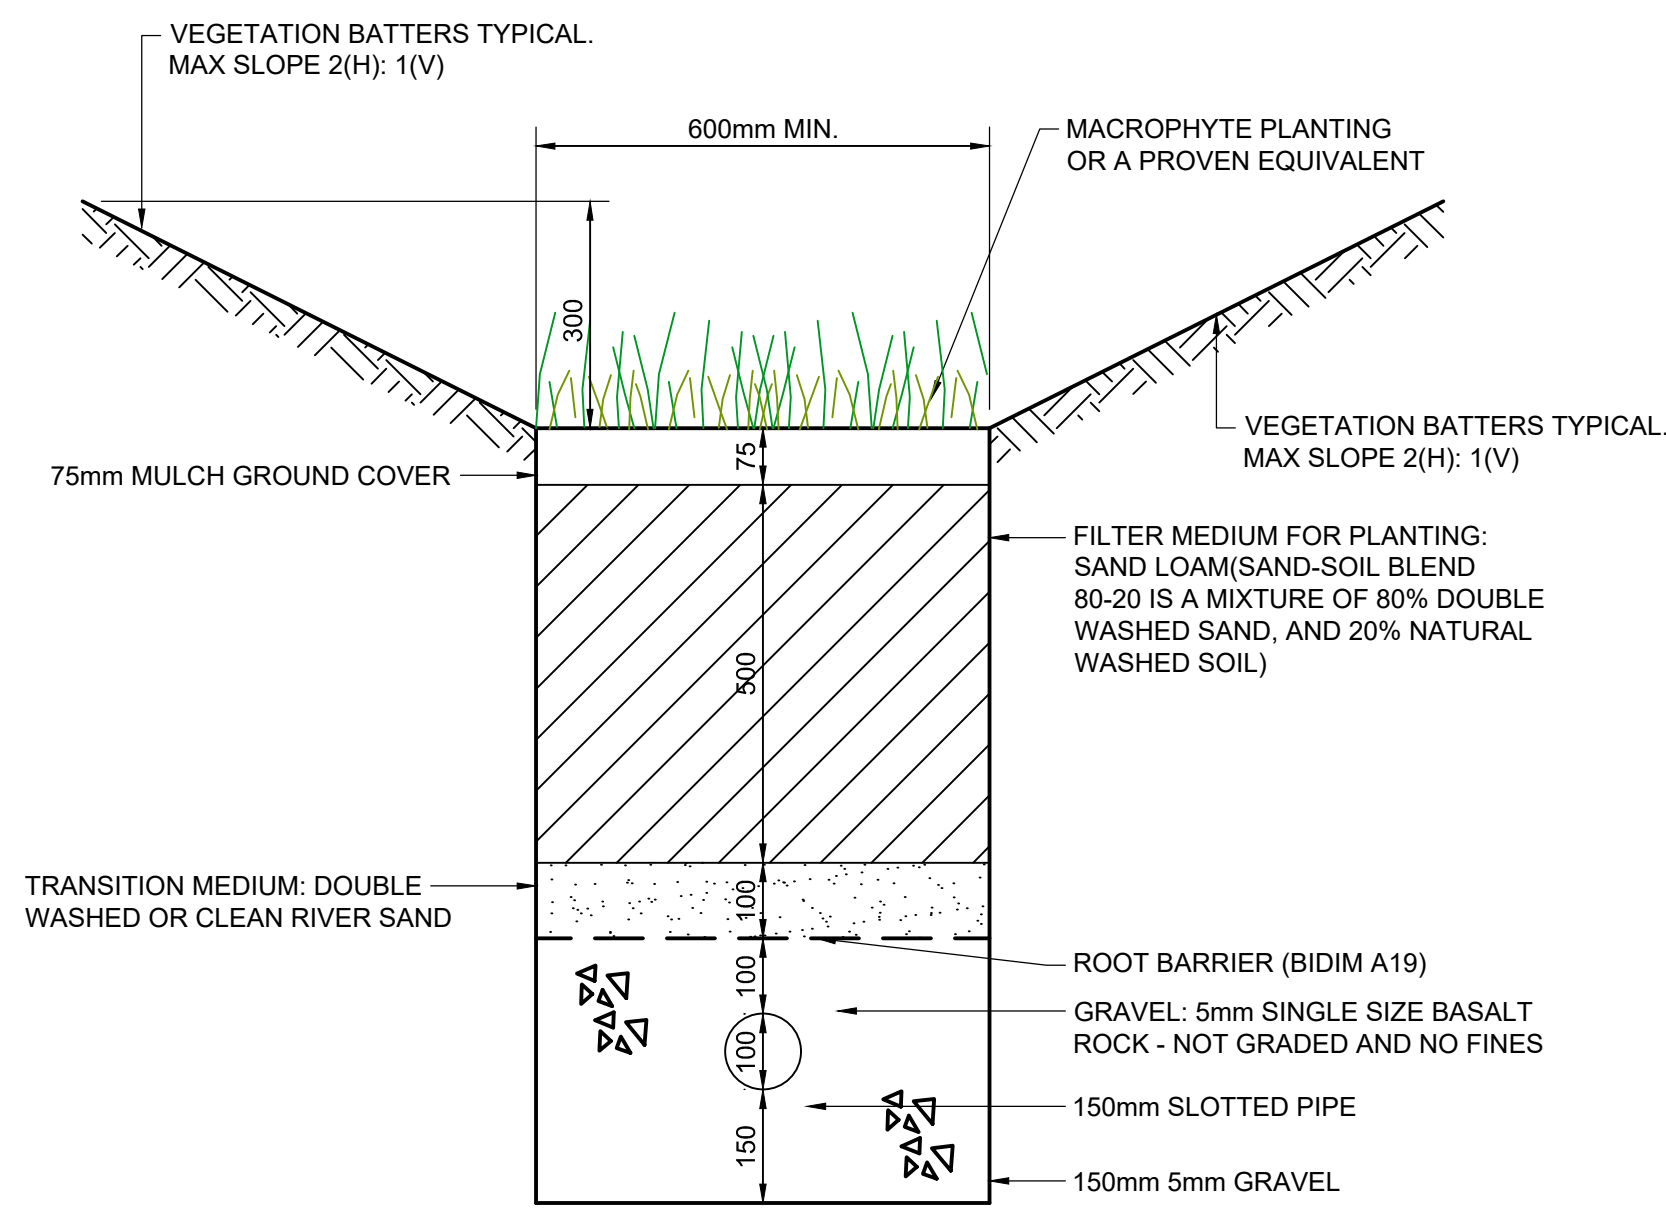 VEGETATION BATTERS TYPICAL.
MAX SLOPE 2(H): 1(V)
600mm MIN.
MACROPHYTE PLANTING
OR A PROVEN EQUIVALENT
300
VEGETATION BATTERS TYPICAL.
MAX SLOPE 2(H): 1(V)
75
75mm MULCH GROUND COVER
FILTER MEDIUM FOR PLANTING:
SAND LOAM(SAND-SOIL BLEND
80-20 IS A MIXTURE OF 80% DOUBLE
WASHED SAND, AND 20% NATURAL
WASHED SOIL)
500
TRANSITION MEDIUM: DOUBLE
WASHED OR CLEAN RIVER SAND
100
ROOT BARRIER (BIDIM A19)
100
GRAVEL: 5mm SINGLE SIZE BASALT
ROCK - NOT GRADED AND NO FINES
100
150mm SLOTTED PIPE
150
150mm 5mm GRAVEL